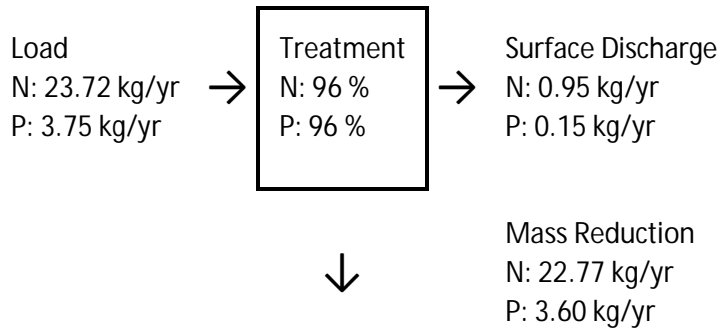 Load
N: 23.72 kg/yr
P: 3.75 kg/yr
→
Treatment
N: 96 %
P: 96 %
→
Surface Discharge
N: 0.95 kg/yr
P: 0.15 kg/yr
↓
Mass Reduction
N: 22.77 kg/yr
P: 3.60 kg/yr